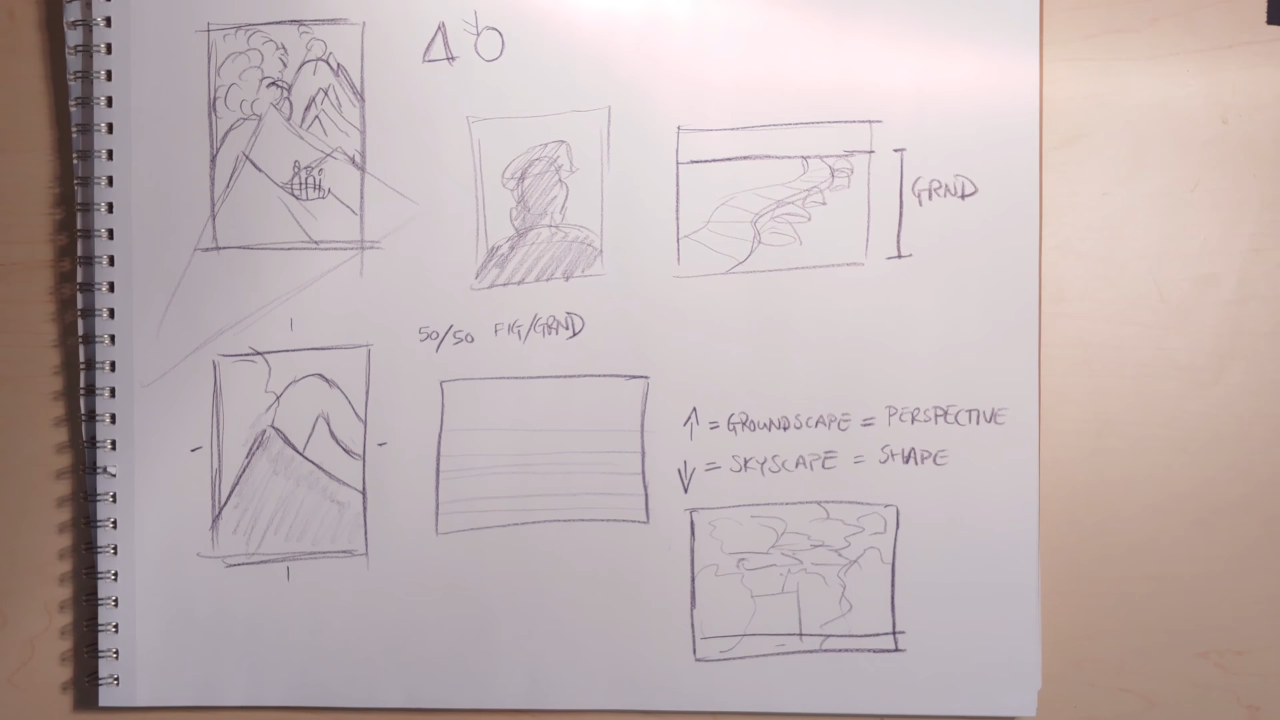 GRND
50/50 FIG/GRND
↑ = GROUNDSCAPE = PERSPECTIVE
↓ = SKYSCAPE = SHAPE